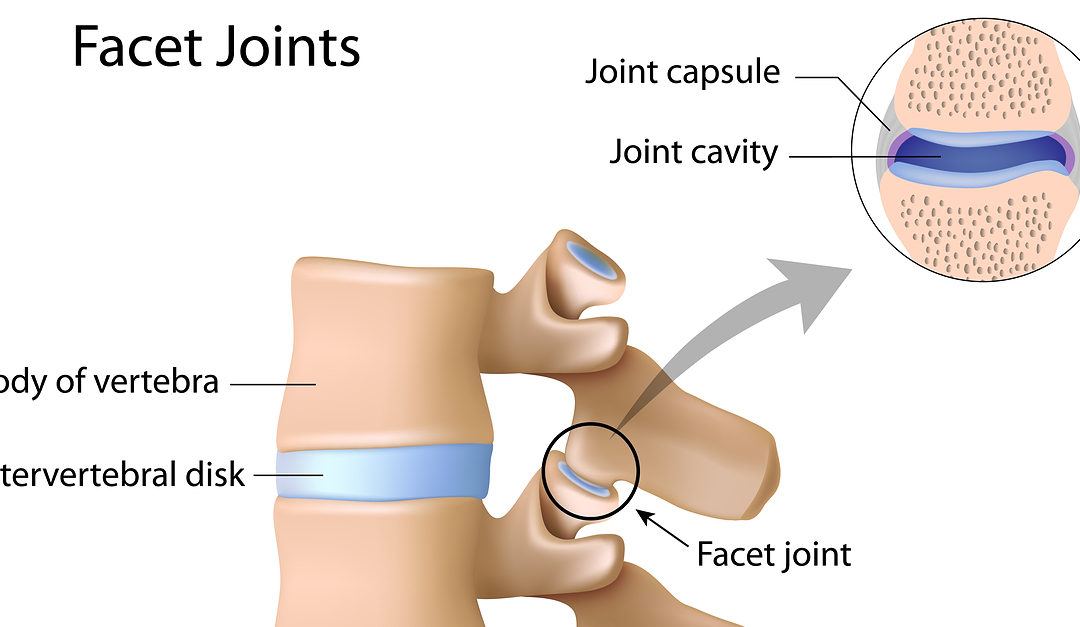 Facet Joints
Joint capsule
Joint cavity
ody of vertebra
tervertebral disk
Facet joint